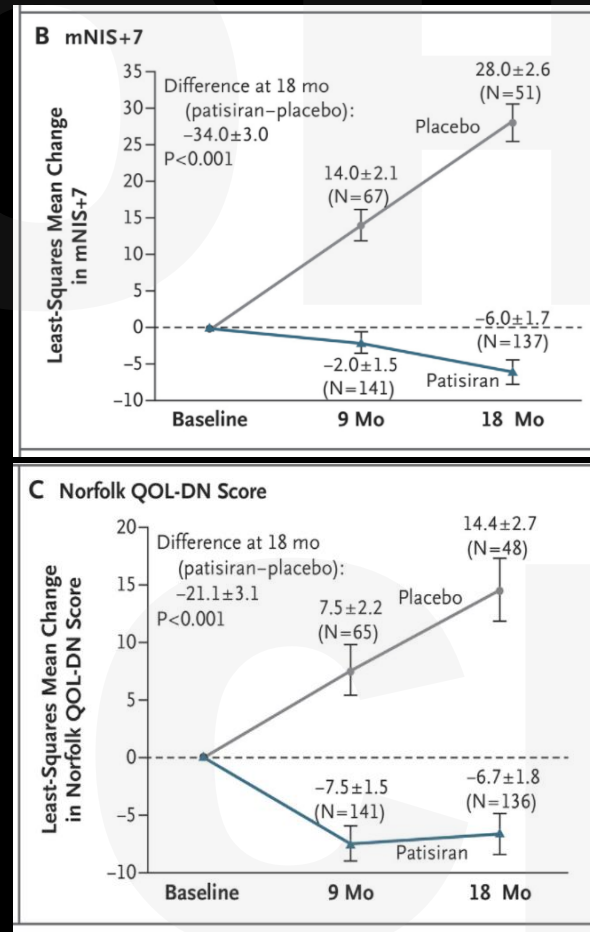 B mNIS+7
Least-Squares Mean Change
in mNIS+7
35
30
25
20
15
10
5
0
−5
−10
Difference at 18 mo
(patisiran–placebo):
−34.0±3.0
P<0.001
28.0±2.6
(N=51)
Placebo
14.0±2.1
(N=67)
−6.0±1.7
(N=137)
−2.0±1.5
(N=141)
Patisiran
Baseline
9 Mo
18 Mo
C Norfolk QOL-DN Score
Least-Squares Mean Change
in Norfolk QOL-DN Score
20
15
10
5
0
−5
−10
Difference at 18 mo
(patisiran–placebo):
−21.1±3.1
P<0.001
14.4±2.7
(N=48)
Placebo
7.5±2.2
(N=65)
−7.5±1.5
(N=141)
−6.7±1.8
(N=136)
Patisiran
Baseline
9 Mo
18 Mo